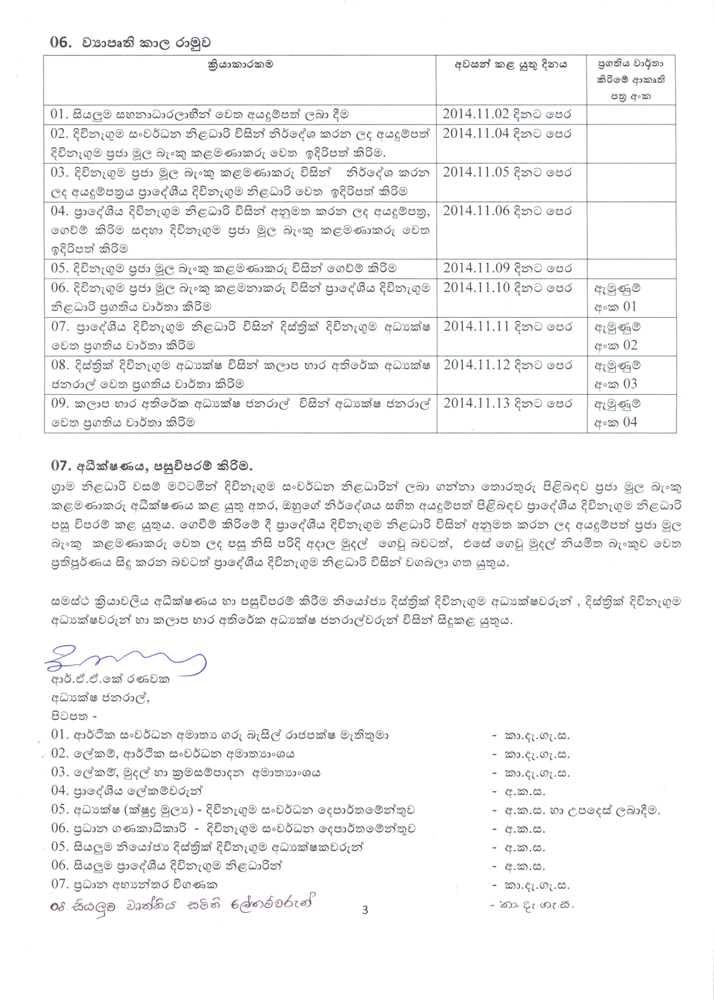 06. ව්‍යාපෘති කාල රාමුව
ක්‍රියාකාරකම
අවසන් කළ යුතු දිනය
ප්‍රගතිය වාර්තා
කිරිමේ ආකෘති
පත්‍ර අංක
01. සියලුම සහනාධාරලාභීන් වෙත අයදුම්පත් ලබා දීම
2014.11.02 දිනට පෙර
02. දිවිනැගුම සංවර්ධන නිළධාරි විසින් නිර්දේශ කරන ලද අයදුම්පත්
දිවිනැගුම ප්‍රජා මූල බැංකු කළමණාකරු වෙත ඉදිරිපත් කිරිම.
2014.11.04 දිනට පෙර
03. දිවිනැගුම ප්‍රජා මූල බැංකු කළමණාකරු විසින් නිර්දේශ කරන
ලද අයදුම්පත්‍රය ප්‍රාදේශීය දිවිනැගුම නිළධාරි වෙත ඉදිරිපත් කිරිම
2014.11.05 දිනට පෙර
04. ප්‍රාදේශීය දිවිනැගුම නිළධාරි විසින් අනුමත කරන ලද අයදුම්පත්‍ර,
ගෙව්ම් කිරිම සඳහා දිවිනැගුම ප්‍රජා මූල බැංකු කළමණාකරු වෙත
ඉදිරිපත් කිරිම
2014.11.06 දිනට පෙර
05. දිවිනැගුම ප්‍රජා මූල බැංකු කළමණාකරු විසින් ගෙව්ම් කිරිම
2014.11.09 දිනට පෙර
06. දිවිනැගුම ප්‍රජා මූල බැංකු කළමනාකරු විසින් ප්‍රාදේශීය දිවිනැගුම
නිළධාරි ප්‍රගතිය වාර්තා කිරිම
2014.11.10 දිනට පෙර
ඇමුණුම්
අංක 01
07. ප්‍රාදේශීය දිවිනැගුම නිළධාරි විසින් දිස්ත්‍රික් දිවිනැගුම අධ්‍යක්ෂ
වෙත ප්‍රගතිය වාර්තා කිරිම
2014.11.11 දිනට පෙර
ඇමුණුම්
අංක 02
08. දිස්ත්‍රික් දිවිනැගුම අධ්‍යක්ෂ විසින් කලාප භාර අතිරේක අධ්‍යක්ෂ
ජනරාල් වෙත ප්‍රගතිය වාර්තා කිරිම
2014.11.12 දිනට පෙර
ඇමුණුම්
අංක 03
09. කලාප භාර අතිරේක අධ්‍යක්ෂ ජනරාල් විසින් අධ්‍යක්ෂ ජනරාල්
වෙත ප්‍රගතිය වාර්තා කිරිම
2014.11.13 දිනට පෙර
ඇමුණුම්
අංක 04
07. අධීක්ෂණය, පසුවිපරම් කිරිම.
ග්‍රාම නිළධාරි වසම් මට්ටමින් දිවිනැගුම සංවර්ධන නිළධාරින් ලබා ගන්නා තොරතුරු පිළිබඳව ප්‍රජා මූල බැංකු
කළමණාකරු අධීක්ෂණය කළ යුතු අතර, ඔහුගේ නිර්දේශය සහිත අයදුම්පත් පිළිබඳව ප්‍රාදේශීය දිවිනැගුම නිළධාරි
පසු විපරම් කළ යුතුය. ගෙවීම් කිරිමේ දී ප්‍රාදේශීය දිවිනැගුම නිළධාරි විසින් අනුමත කරන ලද අයදුම්පත් ප්‍රජා මූල
බැංකු කළමණාකරු වෙත ලද පසු නිසි පරිදි අදාල මුදල් ගෙවු බවටත්, එසේ ගෙවු මුදල් නියමිත බැංකුව වෙත
ප්‍රතිපූර්ණය සිදු කරන බවටත් ප්‍රාදේශීය දිවිනැගුම නිළධාරි විසින් වගබලා ගත යුතුය.
සමස්ථ ක්‍රියාවලිය අධීක්ෂණය හා පසුවිපරම් කිරීම නියෝජ්‍ය දිස්ත්‍රික් දිවිනැගුම අධ්‍යක්ෂවරුන් , දිස්ත්‍රික් දිවිනැගුම
අධ්‍යක්ෂවරුන් හා කලාප භාර අතිරේක අධ්‍යක්ෂ ජනරාල්වරුන් විසින් සිදුකළ යුතුය.
ආර්.ඒ.ඒ.කේ රණවක
අධ්‍යක්ෂ ජනරාල්,
පිටපත -
01. ආර්ථික සංවර්ධන අමාත්‍ය ගරු බැසිල් රාජපක්ෂ මැතිතුමා - කා.දැ.ගැ.ස.
02. ලේකම්, ආර්ථික සංවර්ධන අමාත්‍යාංශය - කා.දැ.ගැ.ස.
03. ලේකම්, මුදල් හා ක්‍රමසම්පාදන අමාත්‍යාංශය - කා.දැ.ගැ.ස.
04. ප්‍රාදේශීය ලේකම්වරුන් - අ.ක.ස.
05. අධ්‍යක්ෂ (ක්ෂුද්‍ර මුල්‍ය) - දිවිනැගුම සංවර්ධන දෙපාර්තමේන්තුව - අ.ක.ස. හා උපදෙස් ලබාදීම.
06. ප්‍රධාන ගණකාධිකාරි - දිවිනැගුම සංවර්ධන දෙපාර්තමේන්තුව - අ.ක.ස.
05. සියලුම නියෝජ්‍ය දිස්ත්‍රික් දිවිනැගුම අධ්‍යක්ෂකවරුන් - අ.ක.ස.
06. සියලුම ප්‍රාදේශීය දිවිනැගුම නිළධාරින් - අ.ක.ස.
07. ප්‍රධාන අභ්‍යන්තර විගණක - කා.දැ.ගැ.ස.
08. සියලුම වෘත්තිය සමිති ලේකම්වරුන් - කා.දැ.ගැ.ස.
3